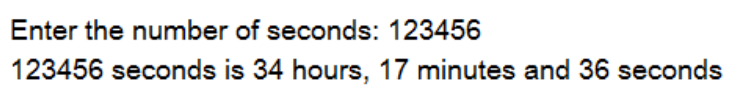 Enter the number of seconds: 123456
123456 seconds is 34 hours, 17 minutes and 36 seconds